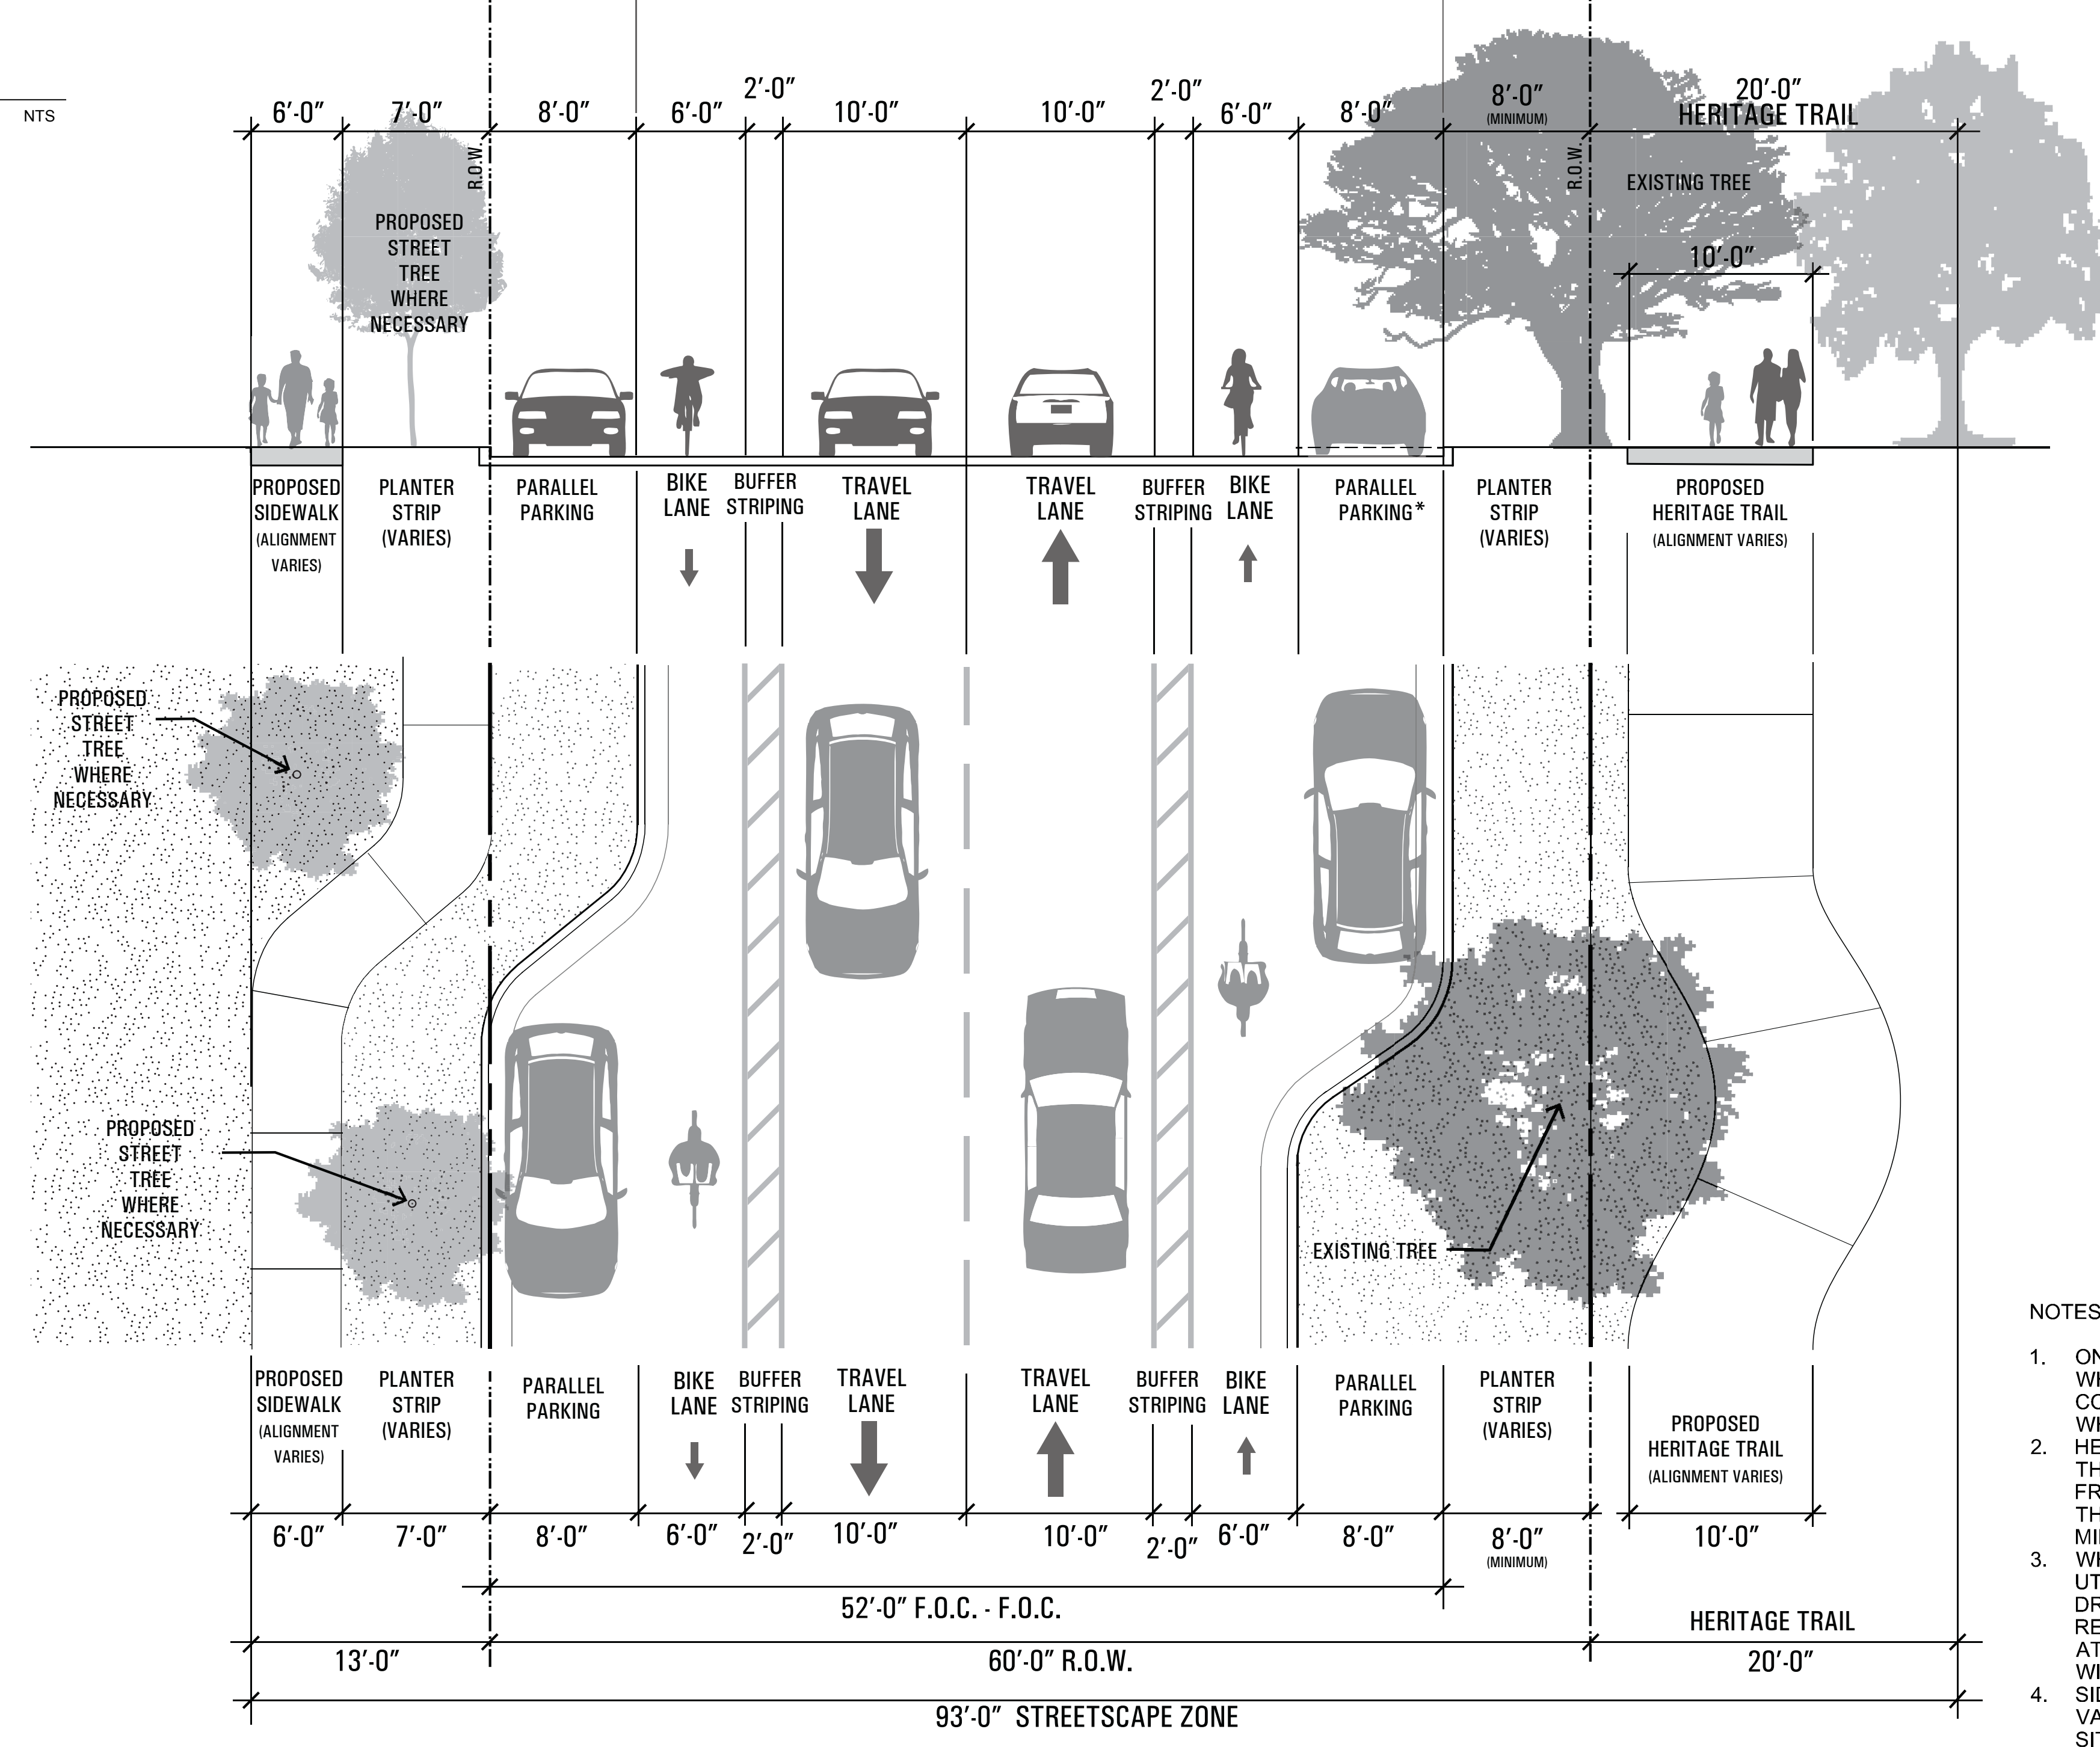 NTS
6'-0"
7'-0"
8'-0"
6'-0"
2'-0"
10'-0"
10'-0"
2'-0"
6'-0"
8'-0"
8'-0"
(MINIMUM)
20'-0"
HERITAGE TRAIL
R.O.W.
R.O.W.
PROPOSED
STREET
TREE
WHERE
NECESSARY
EXISTING TREE
10'-0"
PROPOSED
SIDEWALK
(ALIGNMENT
VARIES)
PLANTER
STRIP
(VARIES)
PARALLEL
PARKING
BIKE
LANE
BUFFER
STRIPING
TRAVEL
LANE
TRAVEL
LANE
BUFFER
STRIPING
BIKE
LANE
PARALLEL
PARKING*
PLANTER
STRIP
(VARIES)
PROPOSED
HERITAGE TRAIL
(ALIGNMENT VARIES)
PROPOSED
STREET
TREE
WHERE
NECESSARY
PROPOSED
STREET
TREE
WHERE
NECESSARY
EXISTING TREE
PROPOSED
SIDEWALK
(ALIGNMENT
VARIES)
PLANTER
STRIP
(VARIES)
PARALLEL
PARKING
BIKE
LANE
BUFFER
STRIPING
TRAVEL
LANE
TRAVEL
LANE
BUFFER
STRIPING
BIKE
LANE
PARALLEL
PARKING
PLANTER
STRIP
(VARIES)
PROPOSED
HERITAGE TRAIL
(ALIGNMENT VARIES)
6'-0"
7'-0"
8'-0"
6'-0"
2'-0"
10'-0"
10'-0"
2'-0"
6'-0"
8'-0"
8'-0"
(MINIMUM)
10'-0"
52'-0" F.O.C. - F.O.C.
HERITAGE TRAIL
13'-0"
60'-0" R.O.W.
20'-0"
93'-0" STREETSCAPE ZONE
NOTES
1.
2.
3.
4.